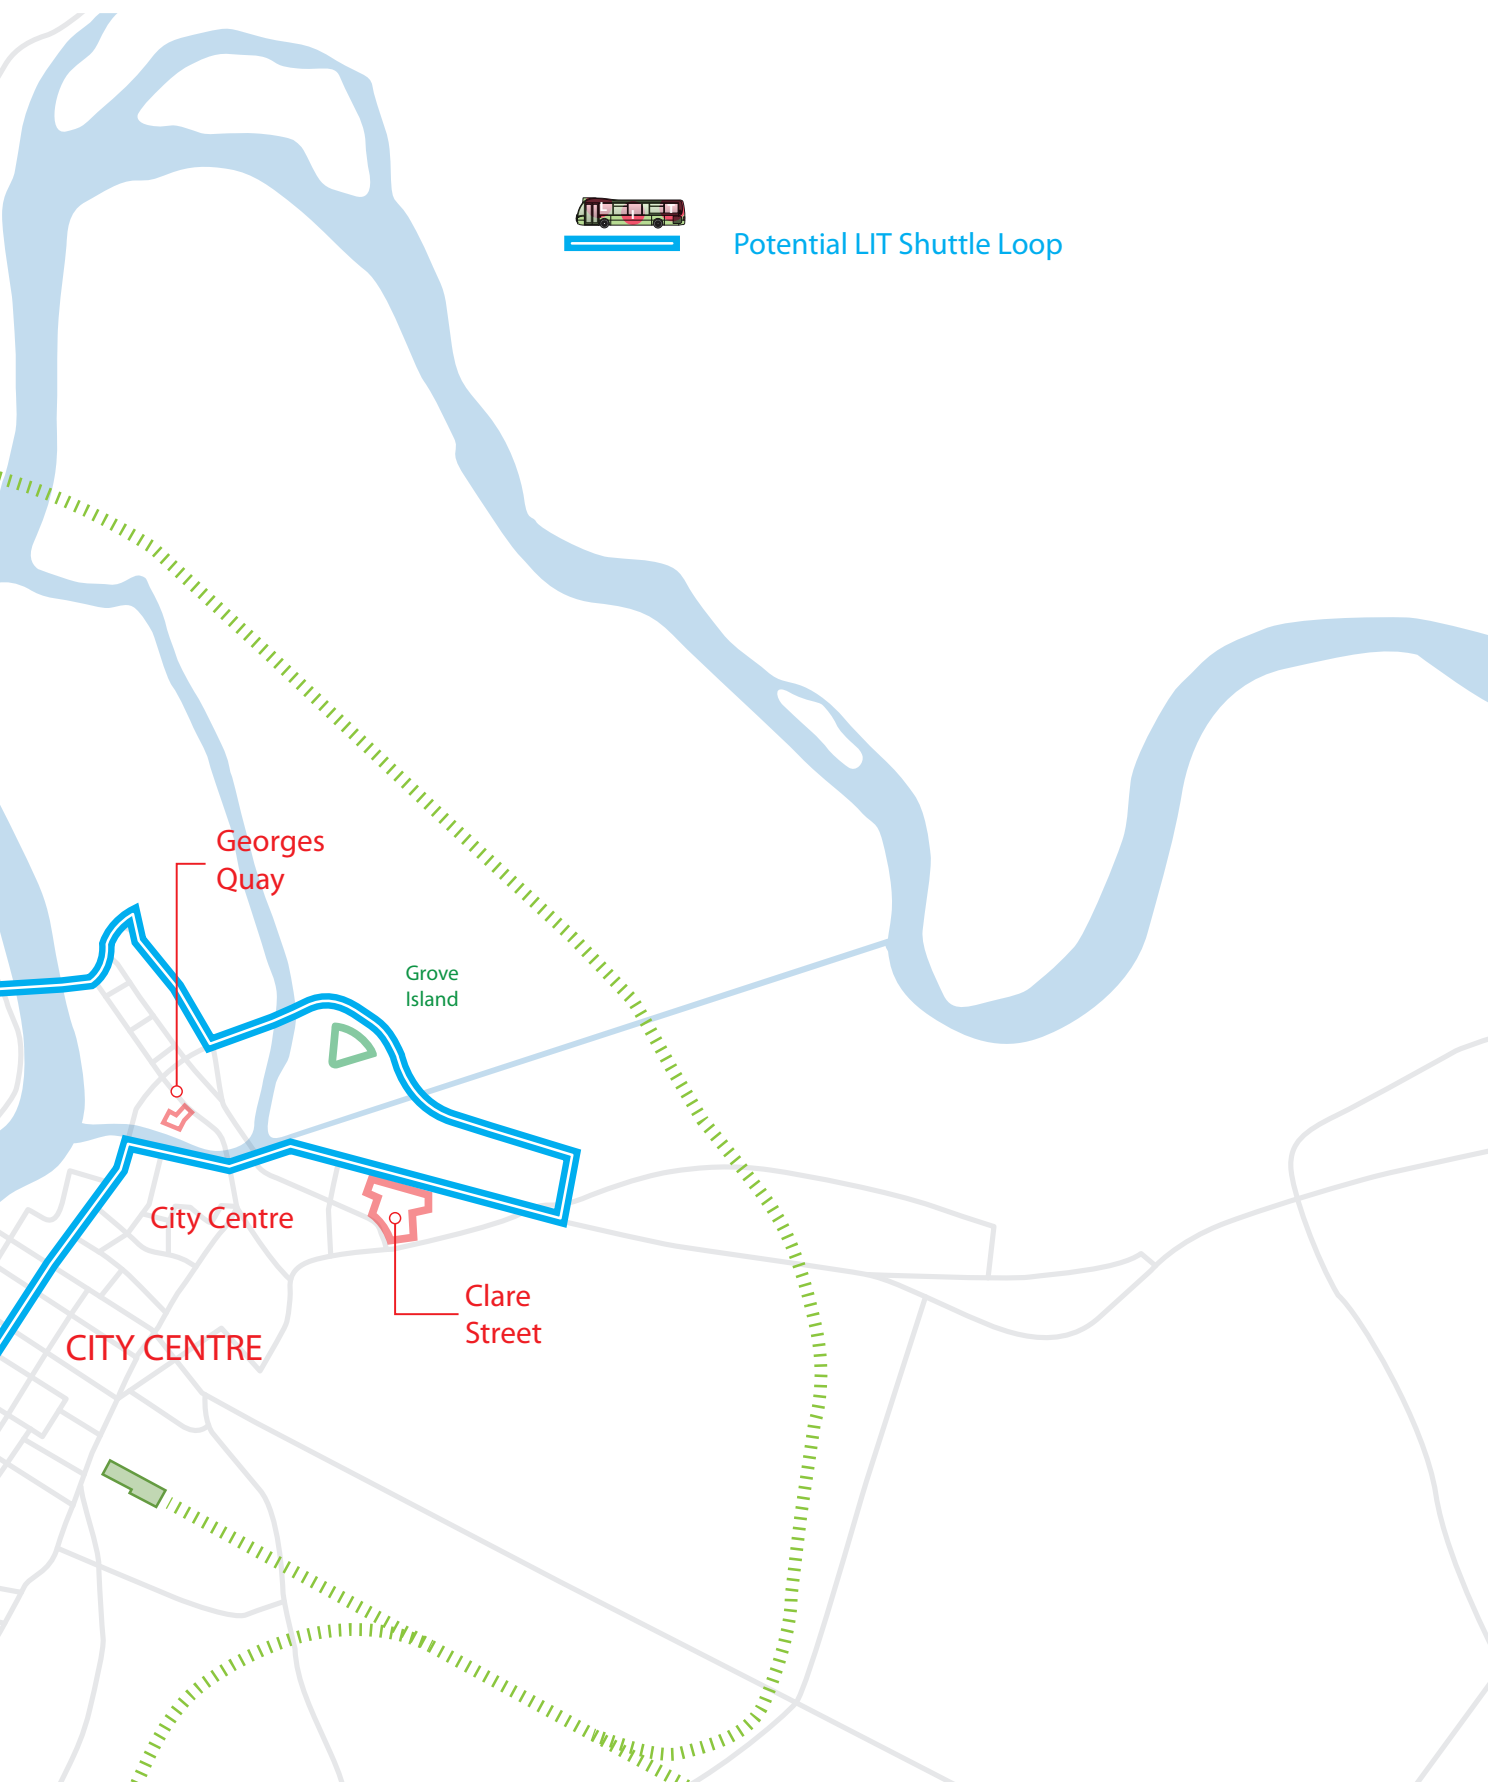 Potential LIT Shuttle Loop
Georges
Quay
Grove
Island
City Centre
Clare
Street
CITY CENTRE